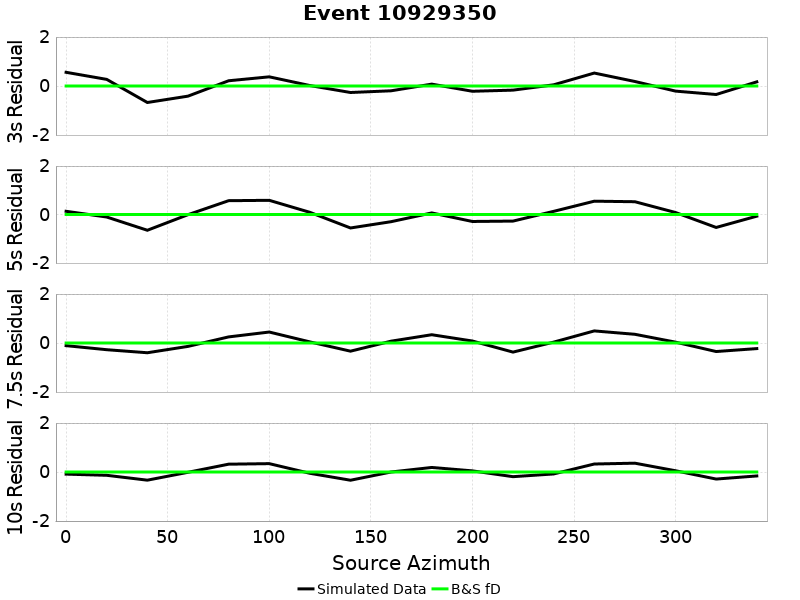 Event 10929350
3s Residual
2
0
-2
5s Residual
2
0
-2
7.5s Residual
2
0
-2
10s Residual
2
0
-2
0 50 100 150 200 250 300
Source Azimuth
Simulated Data B&S fD